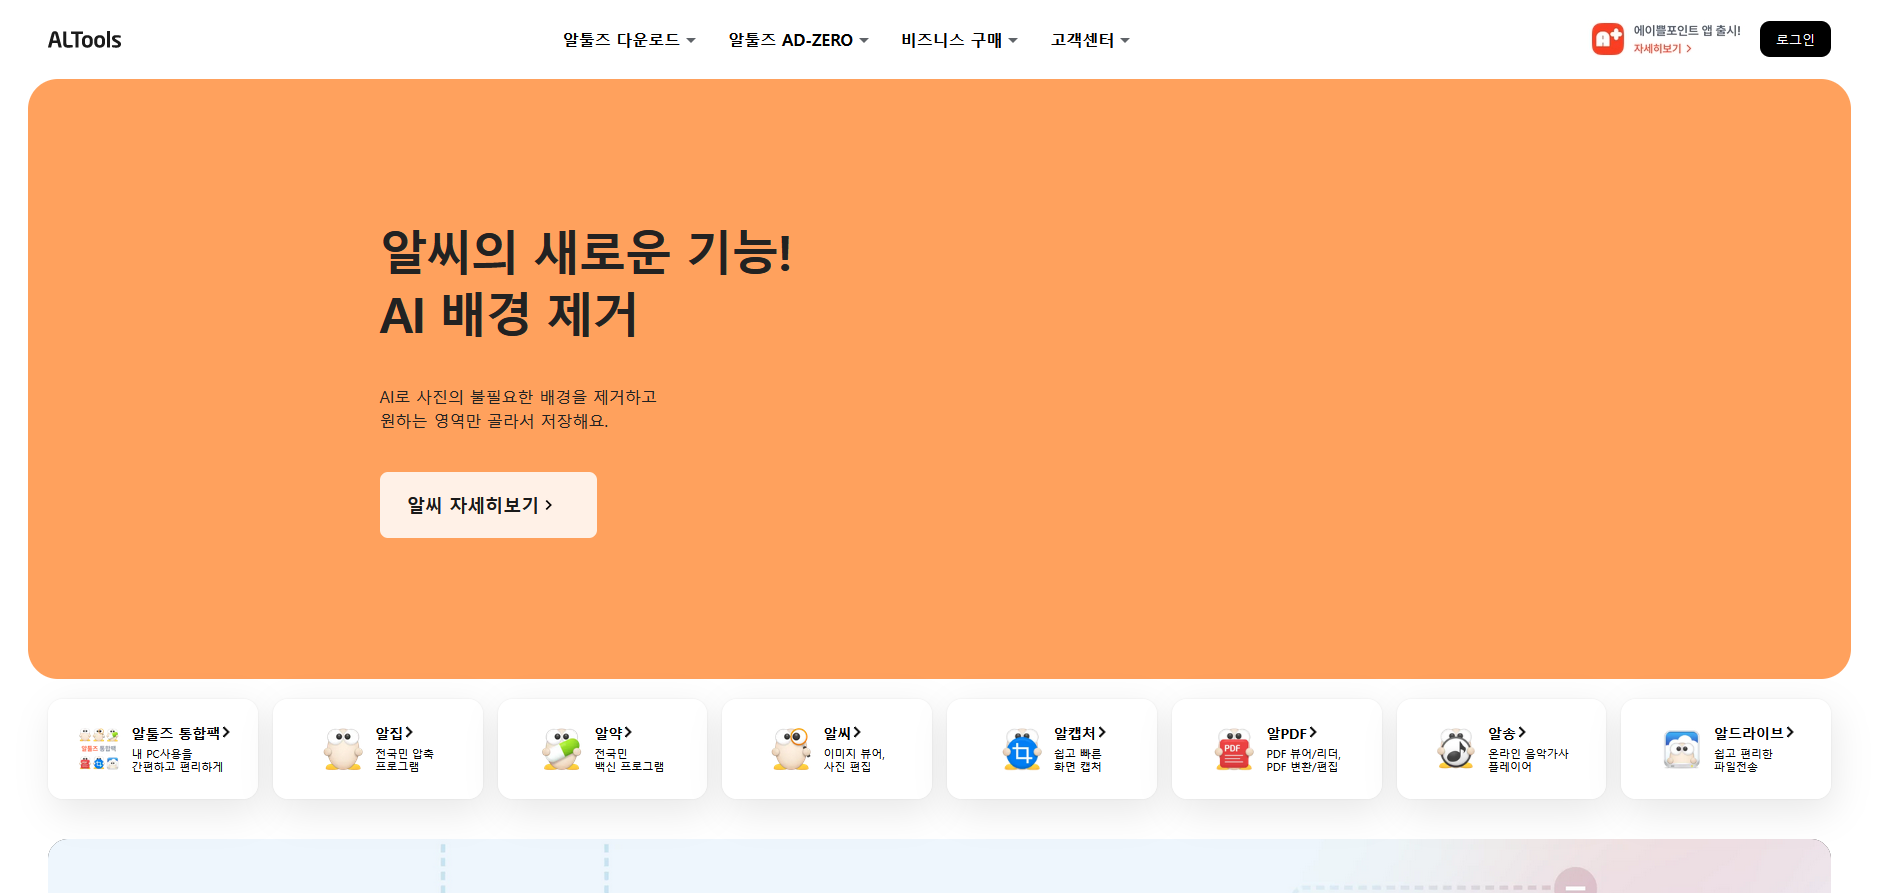 ALTools
알툴즈 다운로드
알툴즈 AD-ZERO
비즈니스 구매
고객센터
에이쁠포인트 앱 출시!
자세히보기
로그인
알씨의 새로운 기능!
AI 배경 제거
AI로 사진의 불필요한 배경을 제거하고
원하는 영역만 골라서 저장해요.
알씨 자세히보기
알툴즈 통합팩
알툴즈 통합팩
내 PC사용을
간편하고 편리하게
알집
전국민 압축
프로그램
알약
전국민
백신 프로그램
알씨
이미지 뷰어,
사진 편집
알캡처
쉽고 빠른
화면 캡처
PDF
알PDF
PDF 뷰어/리더,
PDF 변환/편집
알송
온라인 음악가사
플레이어
알드라이브
쉽고 편리한
파일전송